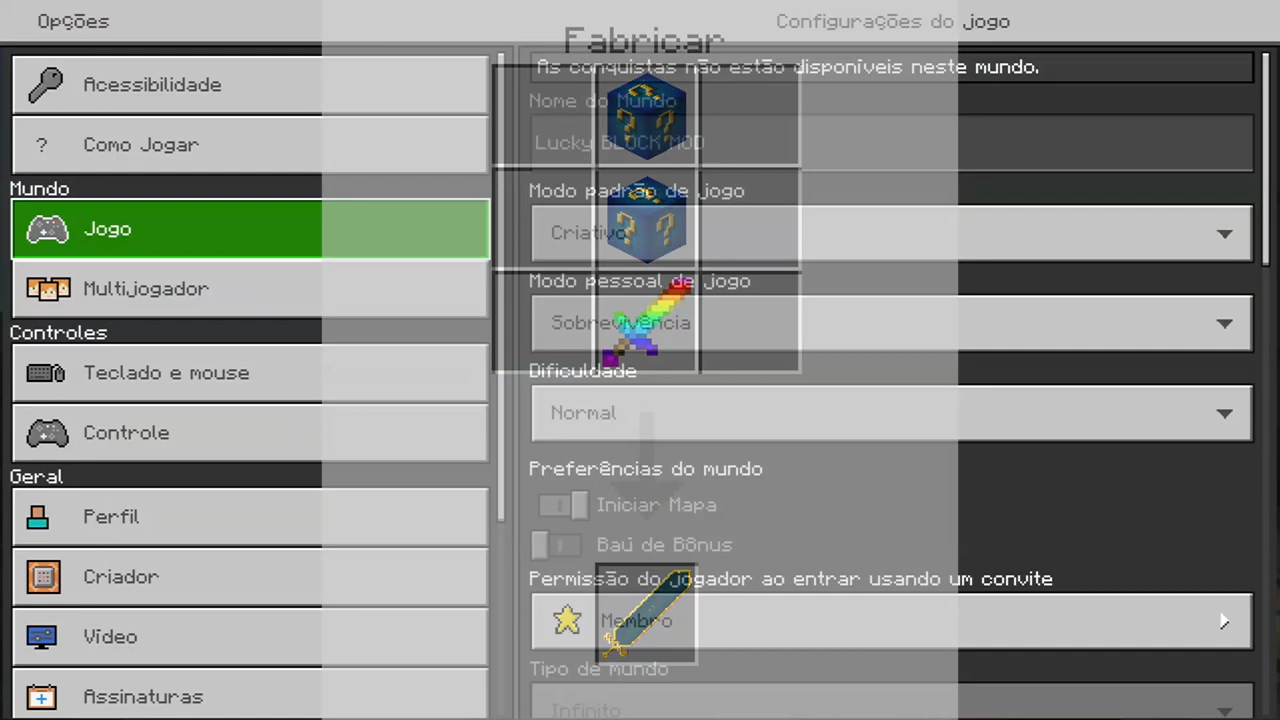 Opções
Configurações do jogo
Fabricar
Acessibilidade
Como Jogar
Mundo
Jogo
Multijogador
Controles
Teclado e mouse
Controle
Geral
Perfil
Criador
Vídeo
Assinaturas
As conquistas não estão disponíveis neste mundo.
Nome do Mundo
Lucky BLOCK MOD
Modo padrão de jogo
Criativo
Modo pessoal de jogo
Sobrevivência
Dificuldade
Normal
Preferências do mundo
Iniciar Mapa
Baú de Bônus
Permissão do jogador ao entrar usando um convite
Membro
Tipo de mundo
Infinito